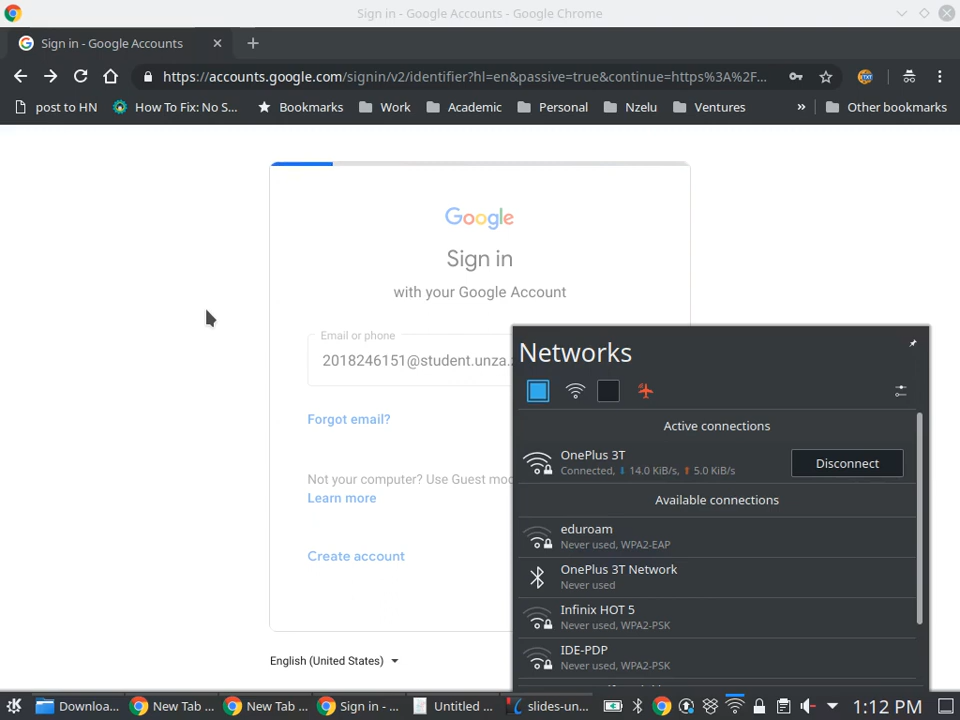 Sign in - Google Accounts - Google Chrome
Sign in - Google Accounts
https://accounts.google.com/signin/v2/identifier?hl=en&passive=true&continue=https%3A%2F...
post to HN
How To Fix: No S...
Bookmarks
Work
Academic
Personal
Nzelu
Ventures
»
Other bookmarks
Google
Sign in
with your Google Account
Email or phone
2018246151@student.unza.
Forgot email?
Not your computer? Use Guest mod
Learn more
Create account
English (United States)
Networks
Active connections
OnePlus 3T
Connected, ⬇ 14.0 KiB/s, ⬆ 5.0 KiB/s
Disconnect
Available connections
eduroam
Never used, WPA2-EAP
OnePlus 3T Network
Never used
Infinix HOT 5
Never used, WPA2-PSK
IDE-PDP
Never used, WPA2-PSK
Downloa...
New Tab ...
New Tab ...
Sign in - ...
Untitled ...
slides-un...
1:12 PM